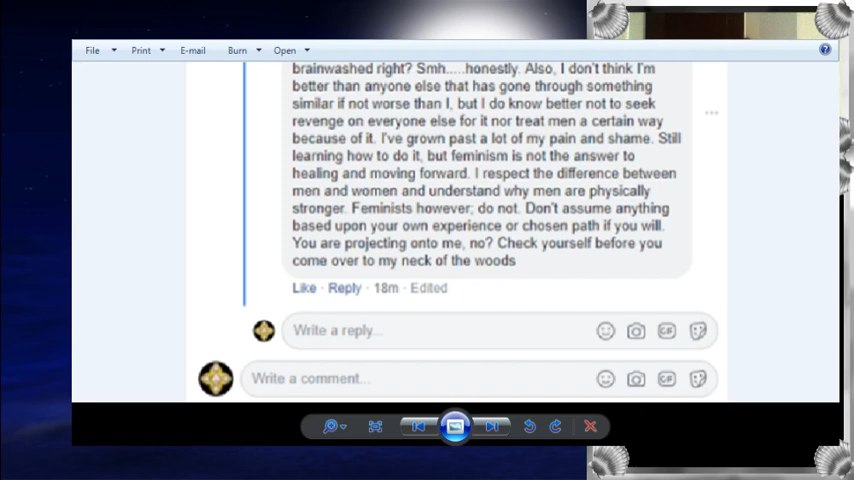 File Print E-mail Burn Open
brainwashed right? Smh.....honestly. Also, I don't think I'm
better than anyone else that has gone through something
similar if not worse than I, but I do know better not to seek
revenge on everyone else for it nor treat men a certain way
because of it. I've grown past a lot of my pain and shame. Still
learning how to do it, but feminism is not the answer to
healing and moving forward. I respect the difference between
men and women and understand why men are physically
stronger. Feminists however; do not. Don't assume anything
based upon your own experience or chosen path if you will.
You are projecting onto me, no? Check yourself before you
come over to my neck of the woods
Like · Reply · 18m · Edited
Write a reply...
GIF
Write a comment...
GIF